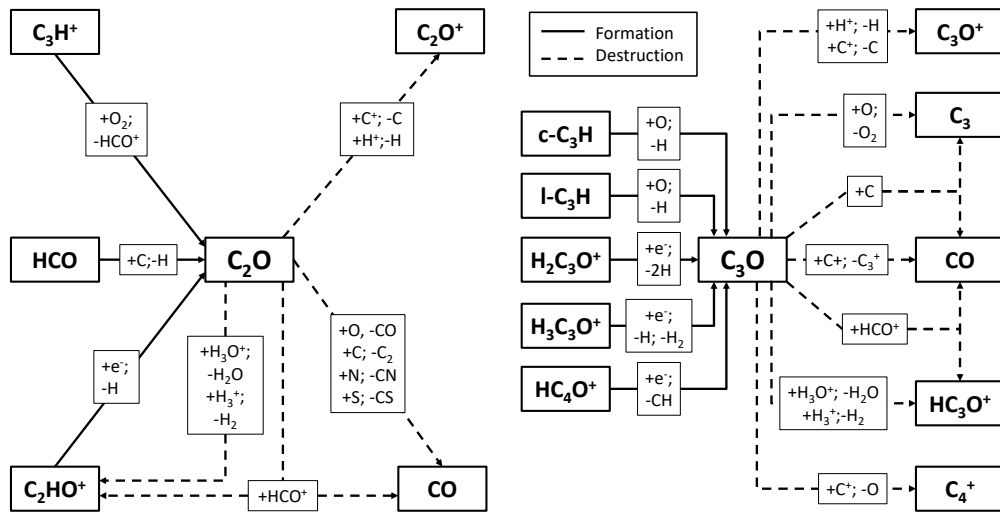 C₃H⁺
C₂O⁺
+O₂;
-HCO⁺
+C⁺; -C
+H⁺;-H
HCO
+C;-H
C₂O
+e⁻;
-H
+H₃O⁺;
-H₂O
+H₃⁺;
-H₂
+O, -CO
+C; -C₂
+N; -CN
+S; -CS
C₂HO⁺
+HCO⁺
CO
Formation
Destruction
+H⁺; -H
+C⁺; -C
C₃O⁺
c-C₃H
+O;
-H
+O;
-O₂
C₃
l-C₃H
+O;
-H
+C
H₂C₃O⁺
+e⁻;
-2H
C₃O
+C+; -C₃⁺
CO
H₃C₃O⁺
+e⁻;
-H; -H₂
+HCO⁺
HC₄O⁺
+e⁻;
-CH
+H₃O⁺; -H₂O
+H₃⁺;-H₂
HC₃O⁺
+C⁺; -O
C₄⁺